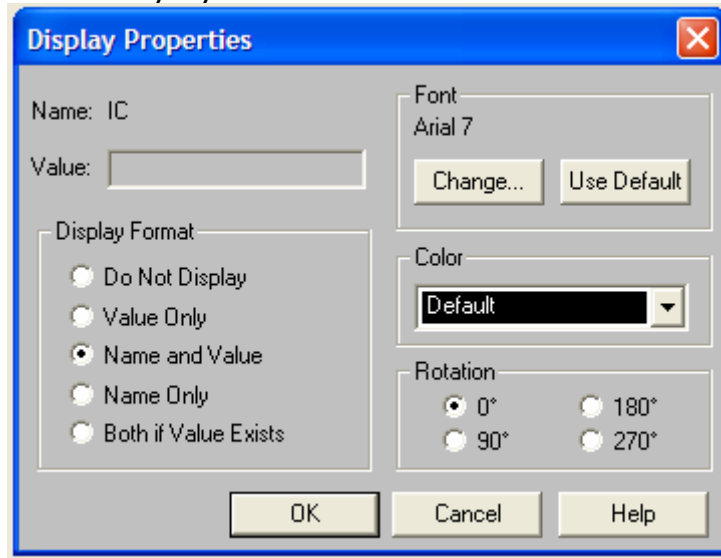 Display Properties
Name: IC
Value:
Display Format
Do Not Display
Value Only
Name and Value
Name Only
Both if Value Exists
Font
Arial 7
Change...
Use Default
Color
Default
Rotation
0°
180°
90°
270°
OK
Cancel
Help